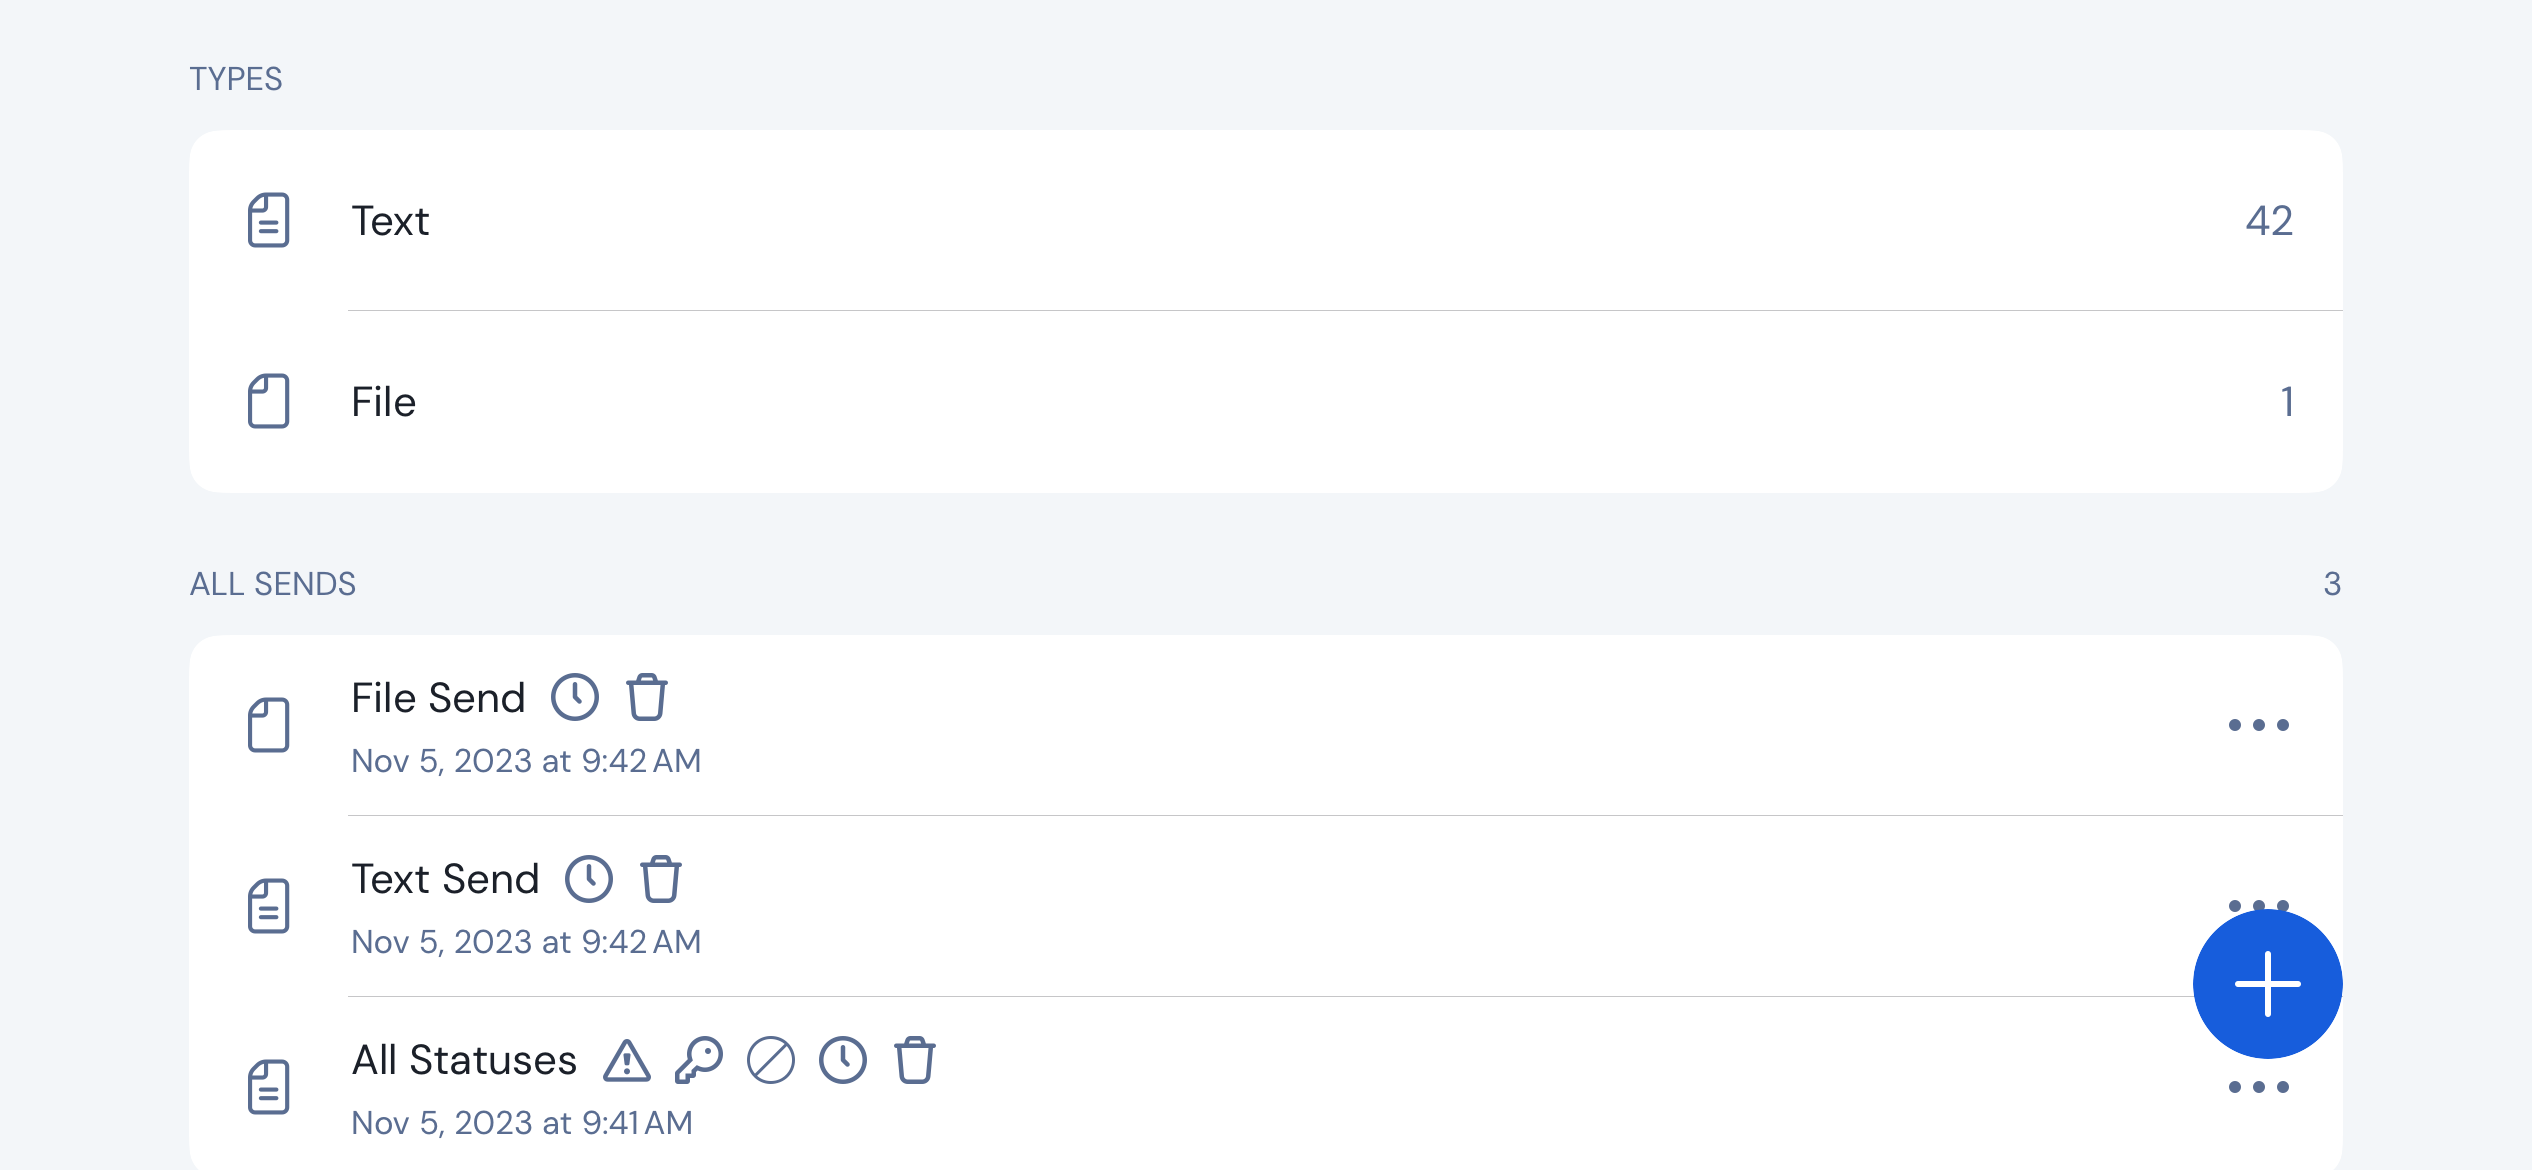 TYPES
Text 42
File 1
ALL SENDS 3
File Send
Nov 5, 2023 at 9:42 AM
Text Send
Nov 5, 2023 at 9:42 AM
All Statuses
Nov 5, 2023 at 9:41 AM